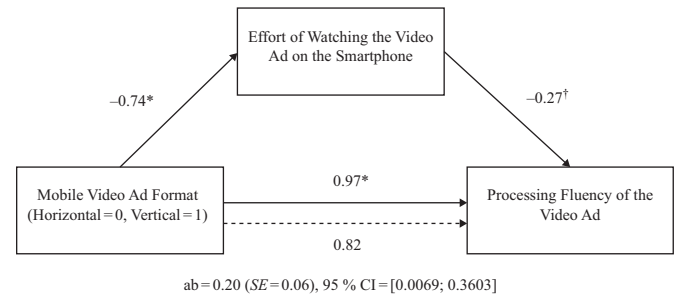 Effort of Watching the Video
Ad on the Smartphone
–0.74*
–0.27†
Mobile Video Ad Format
(Horizontal = 0, Vertical = 1)
0.97*
0.82
Processing Fluency of the
Video Ad
ab = 0.20 (SE = 0.06), 95 % CI = [0.0069; 0.3603]